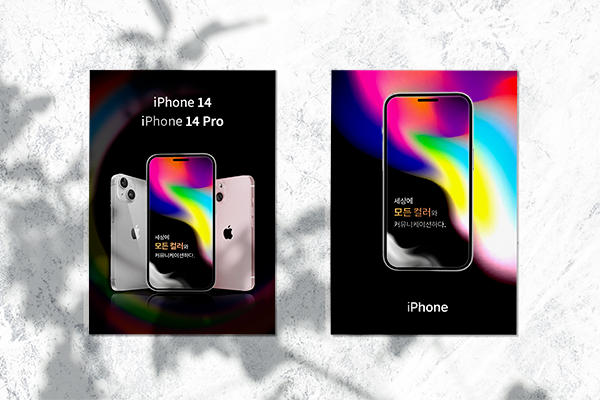 iPhone 14
iPhone 14 Pro
세상에
모든 컬러와
커뮤니케이션하다.
세상에
모든 컬러와
커뮤니케이션하다.
iPhone